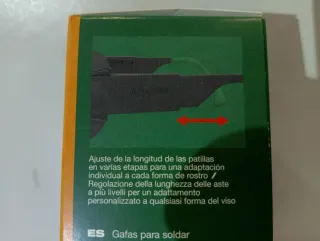 Ajuste de la longitud de las patillas
en varias etapas para una adaptación
individual a cada forma de rostro /
Regolazione della lunghezza delle aste
a più livelli per un adattamento
personalizzato a qualsiasi forma del viso
ES Gafas para soldar